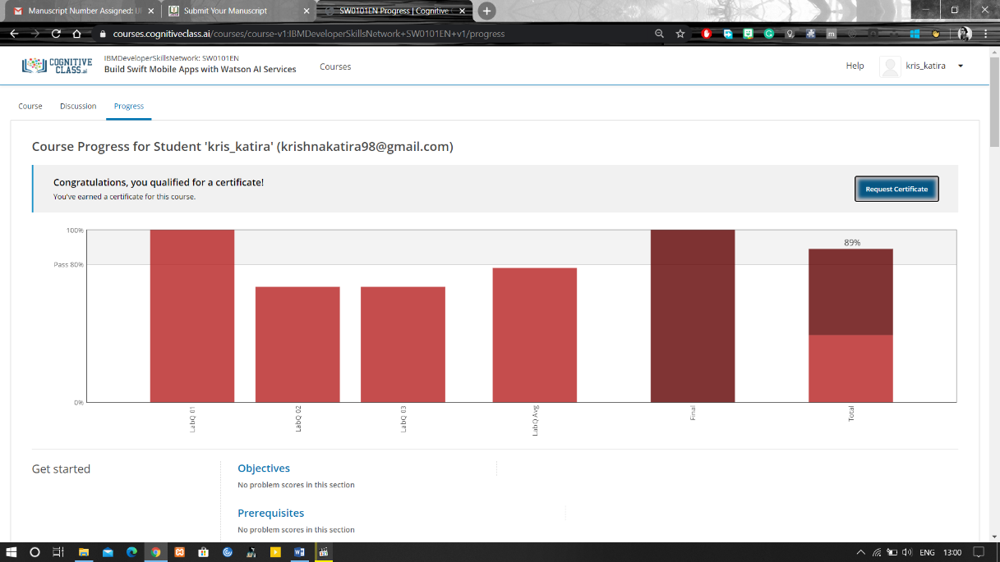 Manuscript Number Assigned:
Submit Your Manuscript
SW0101EN Progress | Cognitive
courses.cognitiveclass.ai/courses/course-v1:IBMDeveloperSkillsNetwork+SW0101EN+v1/progress
COGNITIVE
CLASS.ai
IBMDeveloperSkillsNetwork: SW0101EN
Build Swift Mobile Apps with Watson AI Services
Courses
Help
kris_katira
Course
Discussion
Progress
Course Progress for Student 'kris_katira' (krishnakatira98@gmail.com)
Congratulations, you qualified for a certificate!
You've earned a certificate for this course.
Request Certificate
100%
Pass 80%
0%
89%
LabQ 01
LabQ 02
LabQ 03
LabQ Avg
Final
Total
Get started
Objectives
No problem scores in this section
Prerequisites
No problem scores in this section
ENG
13:00